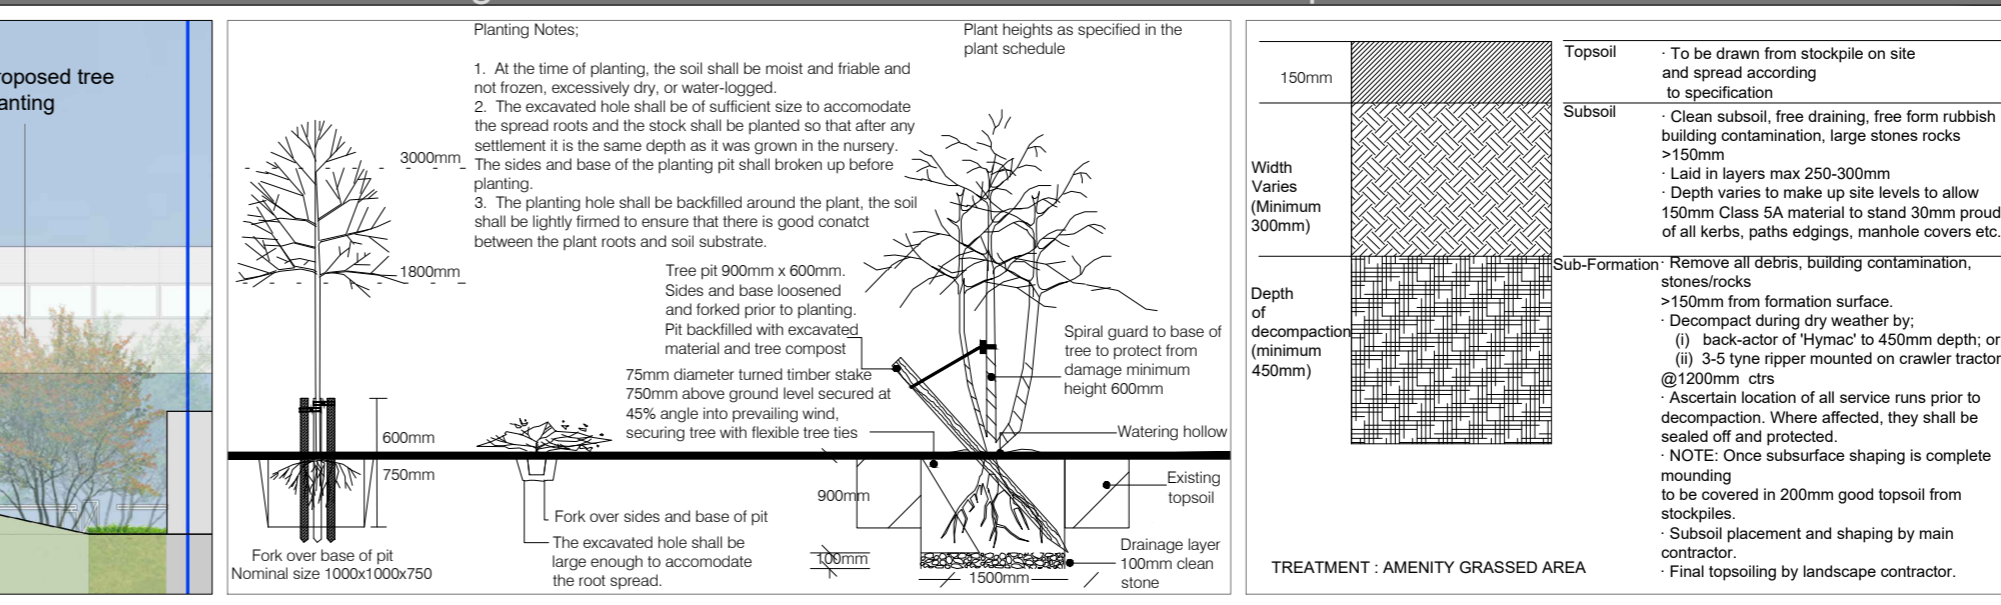 roposed tree
anting
Planting Notes;
1. At the time of planting, the soil shall be moist and friable and
not frozen, excessively dry, or water-logged.
2. The excavated hole shall be of sufficient size to accomodate
the spread roots and the stock shall be planted so that after any
settlement it is the same depth as it was grown in the nursery.
The sides and base of the planting pit shall broken up before
planting.
3. The planting hole shall be backfilled around the plant, the soil
shall be lightly firmed to ensure that there is good conatct
between the plant roots and soil substrate.
Plant heights as specified in the
plant schedule
3000mm
1800mm
600mm
750mm
Fork over base of pit
Nominal size 1000x1000x750
Fork over sides and base of pit
The excavated hole shall be
large enough to accomodate
the root spread.
Tree pit 900mm x 600mm.
Sides and base loosened
and forked prior to planting.
Pit backfilled with excavated
material and tree compost
75mm diameter turned timber stake
750mm above ground level secured at
45% angle into prevailing wind,
securing tree with flexible tree ties
Spiral guard to base of
tree to protect from
damage minimum
height 600mm
Watering hollow
Existing
topsoil
900mm
100mm
1500mm
Drainage layer
100mm clean
stone
150mm
Width
Varies
(Minimum
300mm)
Depth
of
decompaction
(minimum
450mm)
Topsoil
· To be drawn from stockpile on site
and spread according
to specification
Subsoil
· Clean subsoil, free draining, free form rubbish
building contamination, large stones rocks
>150mm
· Laid in layers max 250-300mm
· Depth varies to make up site levels to allow
150mm Class 5A material to stand 30mm proud
of all kerbs, paths edgings, manhole covers etc.
Sub-Formation
· Remove all debris, building contamination,
stones/rocks
>150mm from formation surface.
· Decompact during dry weather by;
(i) back-actor of 'Hymac' to 450mm depth; or
(ii) 3-5 tyne ripper mounted on crawler tractor
@1200mm ctrs
· Ascertain location of all service runs prior to
decompaction. Where affected, they shall be
sealed off and protected.
· NOTE: Once subsurface shaping is complete
mounding
to be covered in 200mm good topsoil from
stockpiles.
· Subsoil placement and shaping by main
contractor.
· Final topsoiling by landscape contractor.
TREATMENT : AMENITY GRASSED AREA